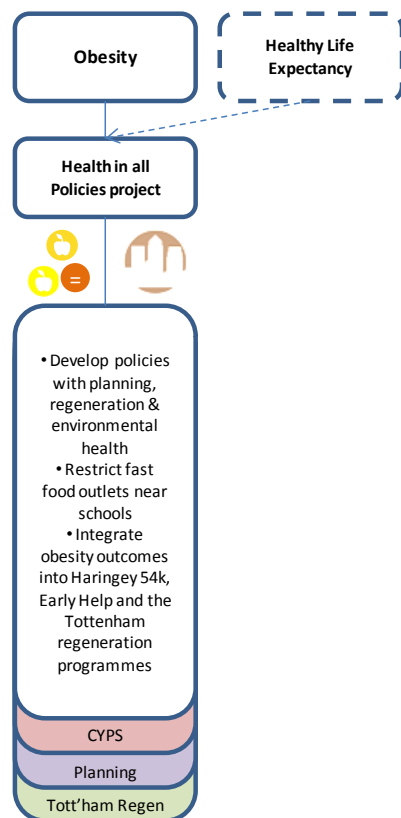 Obesity
Healthy Life
Expectancy
Health in all
Policies project
=
• Develop policies
with planning,
regeneration &
environmental
health
• Restrict fast
food outlets near
schools
• Integrate
obesity outcomes
into Haringey 54k,
Early Help and the
Tottenham
regeneration
programmes
CYPS
Planning
Tott'ham Regen